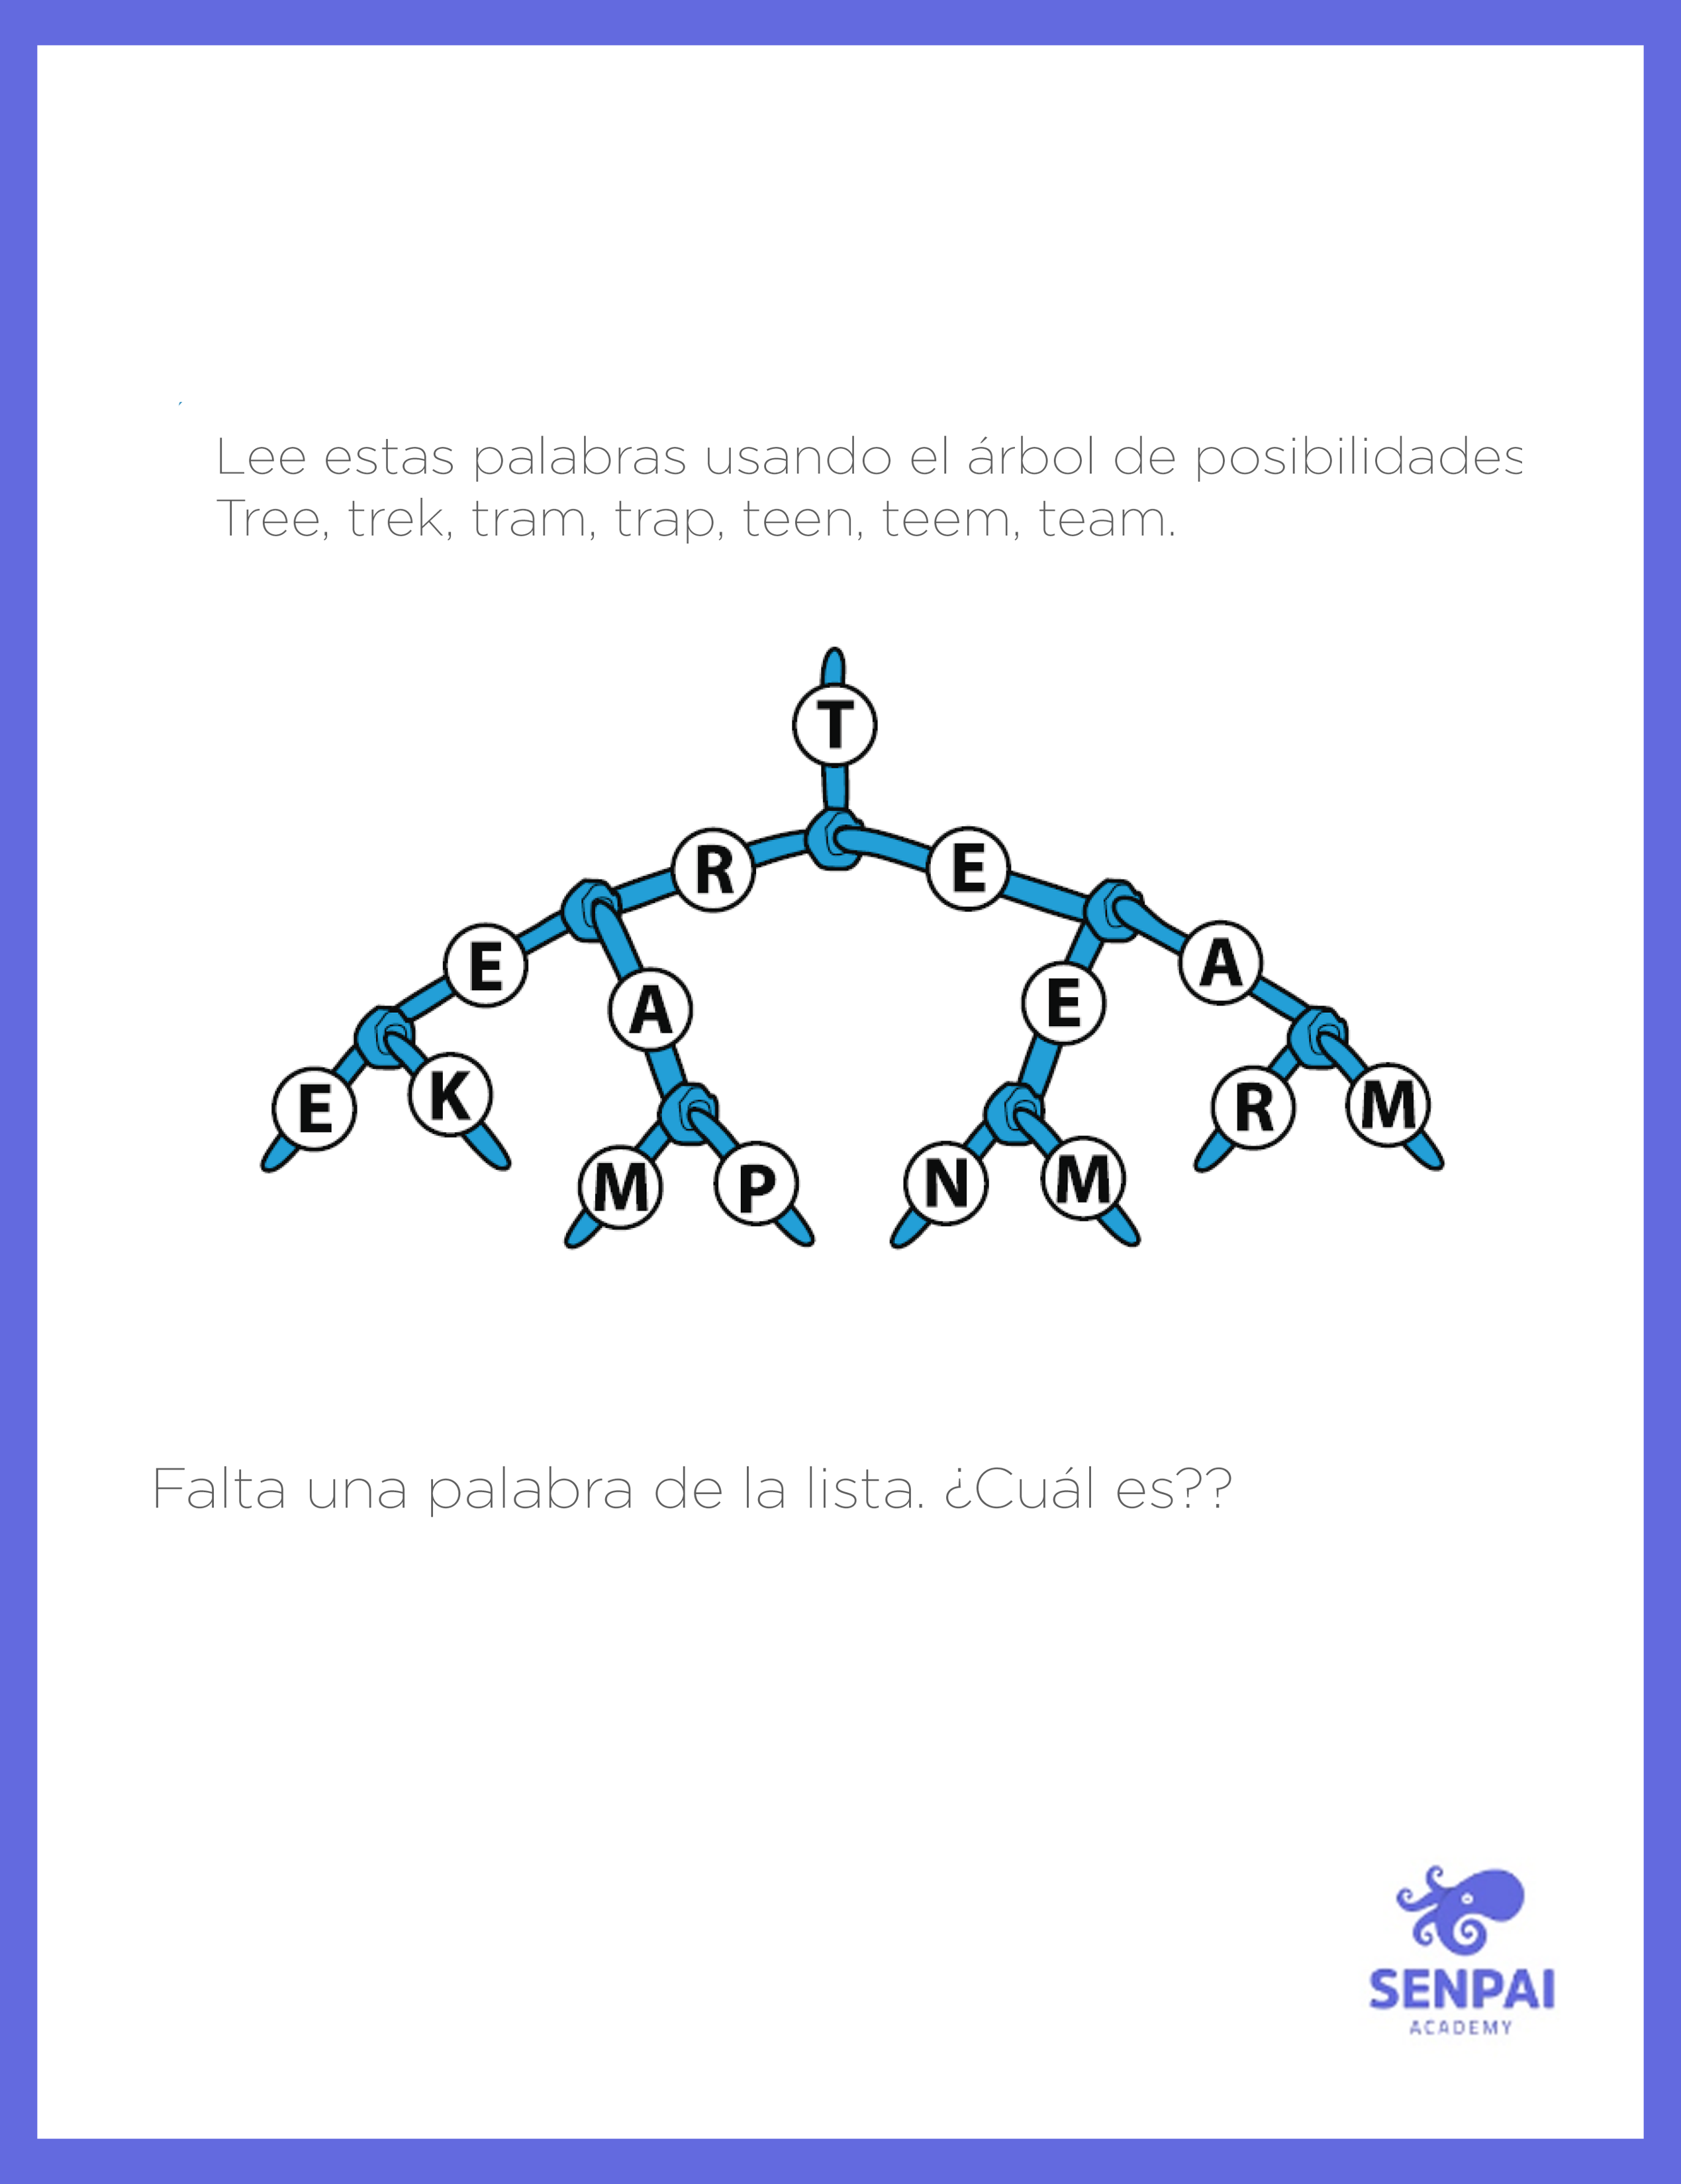 Lee estas palabras usando el árbol de posibilidades
Tree, trek, tram, trap, teen, teem, team.
T
R E
E A E A
E K M P N M R M
Falta una palabra de la lista. ¿Cuál es??
SENPAI
ACADEMY